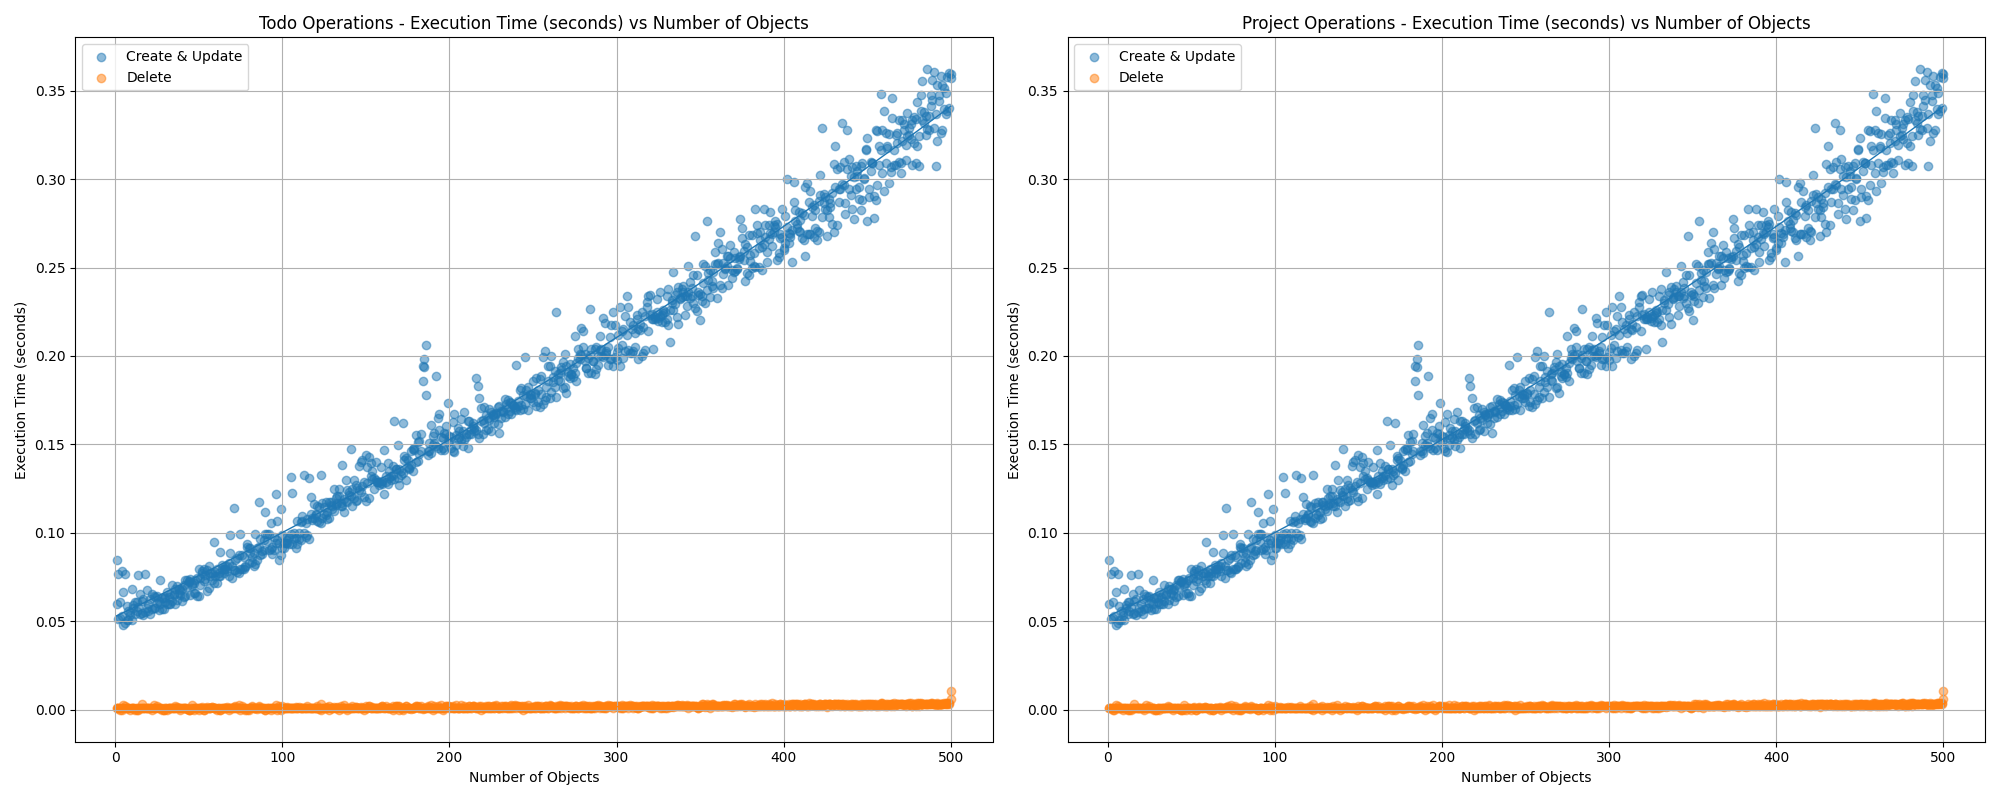 Todo Operations - Execution Time (seconds) vs Number of Objects
Create & Update
Delete
Execution Time (seconds)
0.35
0.30
0.25
0.20
0.15
0.10
0.05
0.00
0 100 200 300 400 500
Number of Objects
Project Operations - Execution Time (seconds) vs Number of Objects
Create & Update
Delete
Execution Time (seconds)
0.35
0.30
0.25
0.20
0.15
0.10
0.05
0.00
0 100 200 300 400 500
Number of Objects